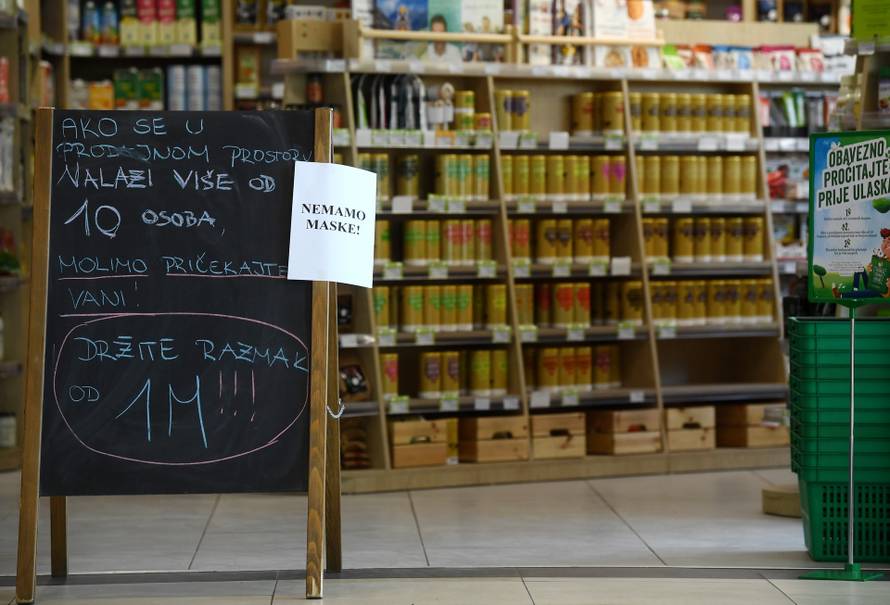 AKO SE U
PRODAJNOM PROSTORU
NALAZI VIŠE OD
10 OSOBA,
MOLIMO PRIČEKAJTE
VANI!
DRŽITE RAZMAK
OD 1M!!!
NEMAMO
MASKE!
OBAVEZNO
PROČITAJTE
PRIJE ULASKA